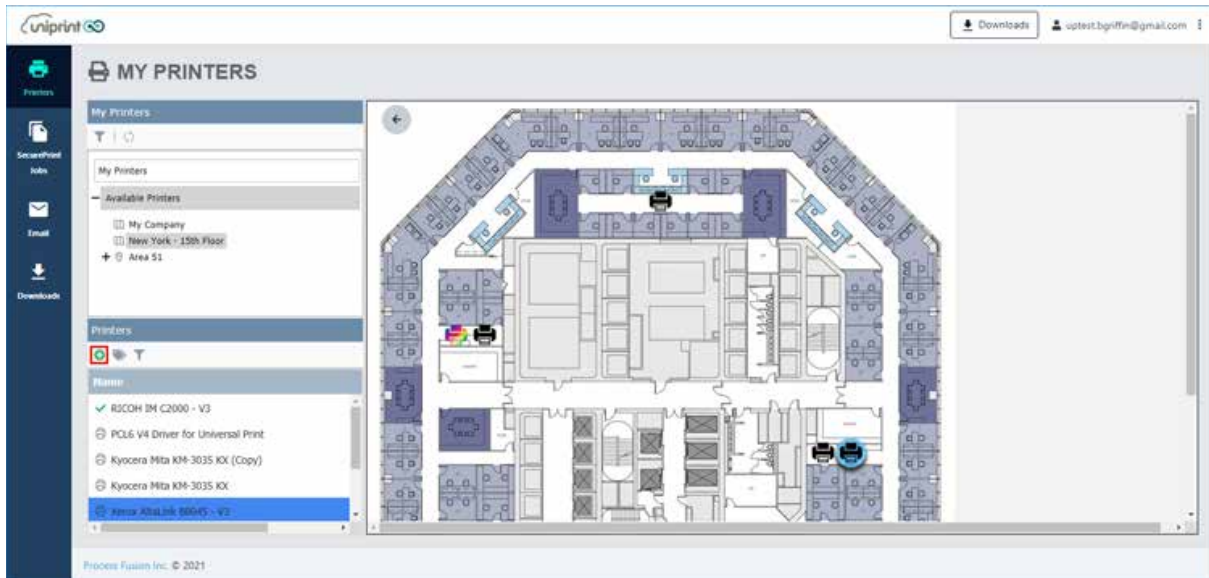 uniprint
Downloads
uptest.bgriffin@gmail.com
Printers
SecurePrint
Jobs
Email
Downloads
MY PRINTERS
My Printers
My Printers
Available Printers
My Company
New York - 15th Floor
Area 51
Printers
Name
RICOH IM C2000 - V3
PCL6 V4 Driver for Universal Print
Kyocera Mita KM-3035 KX (Copy)
Kyocera Mita KM-3035 KX
Xerox AltaLink B8045 - V3
Process Fusion Inc. © 2021